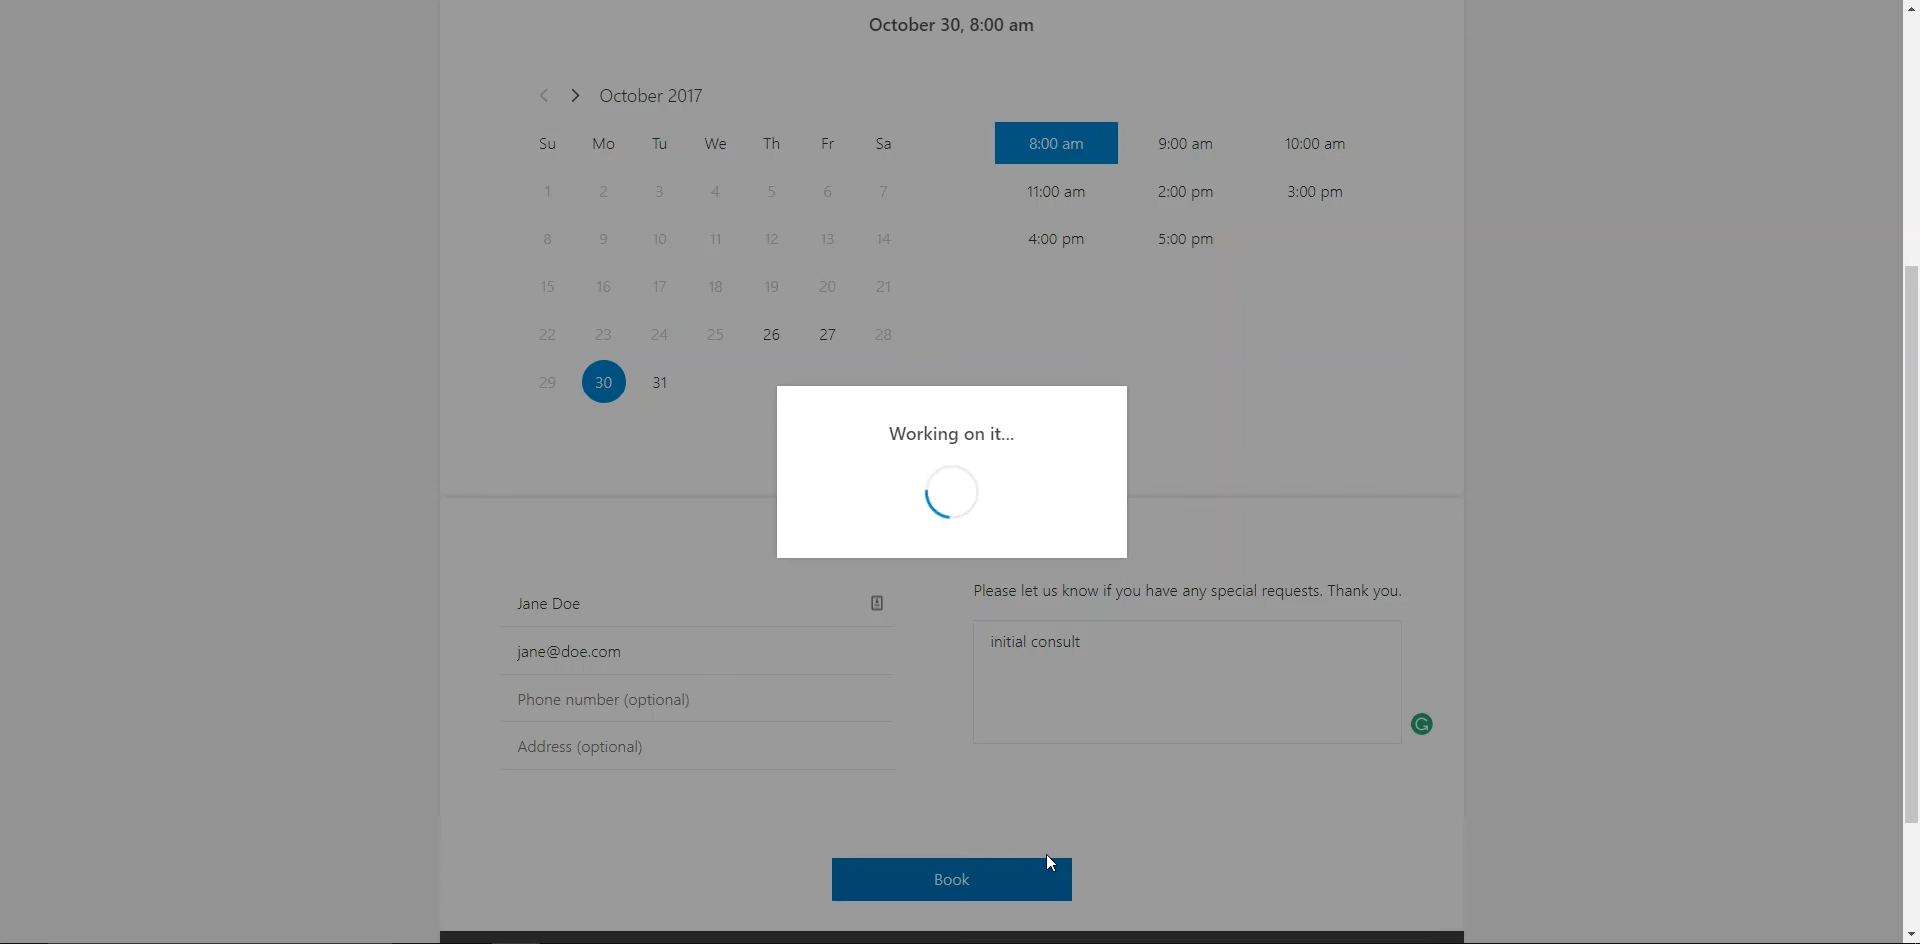 October 30, 8:00 am
October 2017
Su Mo Tu We Th Fr Sa
1 2 3 4 5 6 7
8 9 10 11 12 13 14
15 16 17 18 19 20 21
22 23 24 25 26 27 28
29 30 31
8:00 am 9:00 am 10:00 am
11:00 am 2:00 pm 3:00 pm
4:00 pm 5:00 pm
Working on it...
Jane Doe
jane@doe.com
Phone number (optional)
Address (optional)
Please let us know if you have any special requests. Thank you.
initial consult
Book